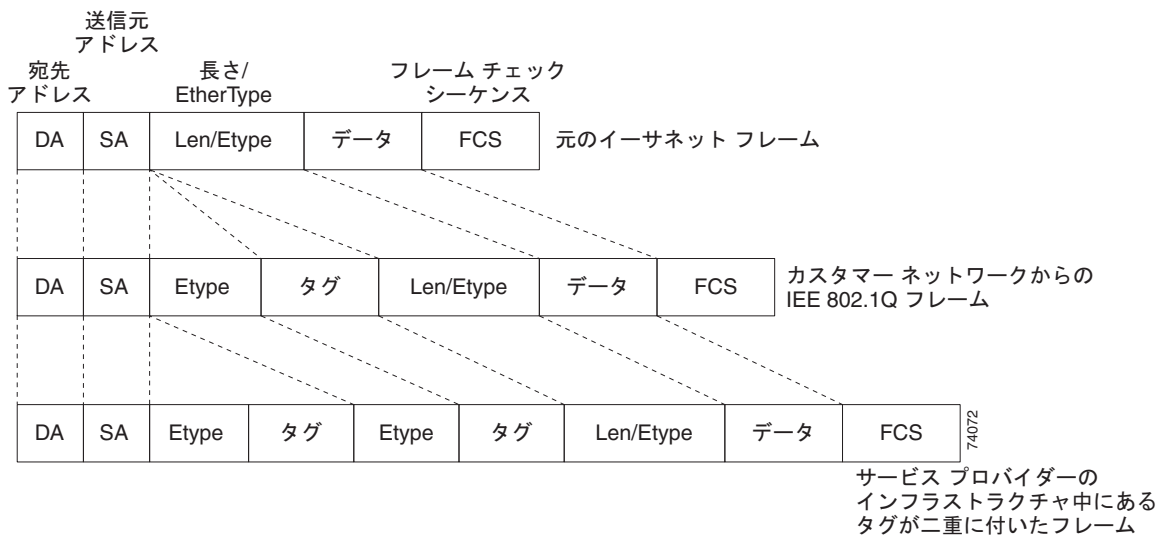 送信元
アドレス
宛先
アドレス
長さ/
EtherType
フレーム チェック
シーケンス
DA SA Len/Etype データ FCS 元のイーサネット フレーム
DA SA Etype タグ Len/Etype データ FCS
カスタマー ネットワークからの
IEE 802.1Q フレーム
DA SA Etype タグ Etype タグ Len/Etype データ FCS
74072
サービス プロバイダーの
インフラストラクチャ中にある
タグが二重に付いたフレーム